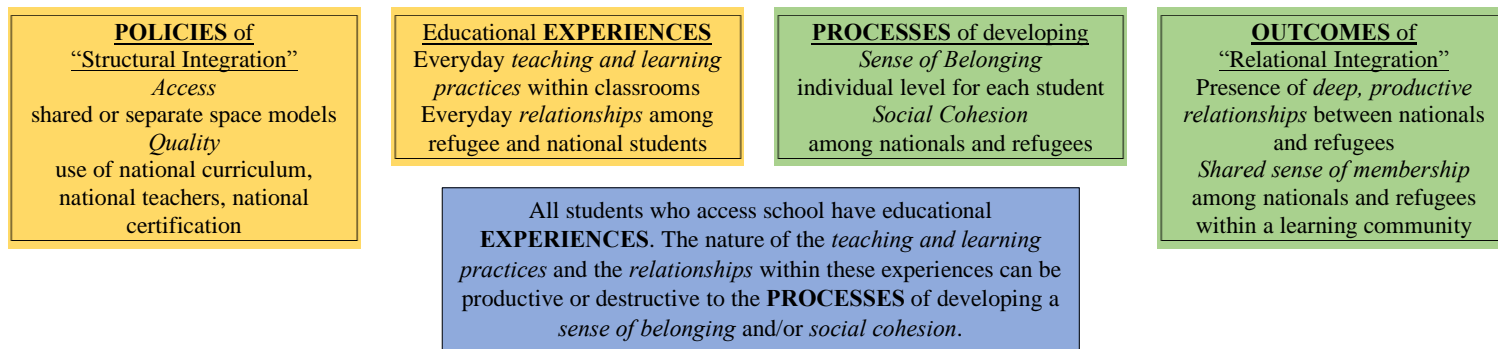 POLICIES of
“Structural Integration”
Access
shared or separate space models
Quality
use of national curriculum,
national teachers, national
certification
Educational EXPERIENCES
Everyday teaching and learning
practices within classrooms
Everyday relationships among
refugee and national students
PROCESSES of developing
Sense of Belonging
individual level for each student
Social Cohesion
among nationals and refugees
OUTCOMES of
“Relational Integration”
Presence of deep, productive
relationships between nationals
and refugees
Shared sense of membership
among nationals and refugees
within a learning community
All students who access school have educational
EXPERIENCES. The nature of the teaching and learning
practices and the relationships within these experiences can be
productive or destructive to the PROCESSES of developing a
sense of belonging and/or social cohesion.